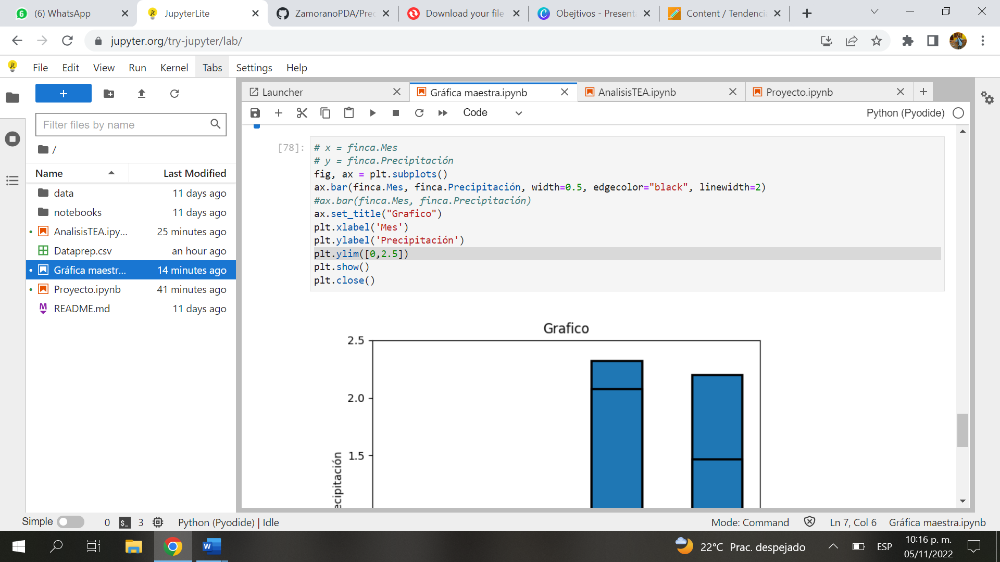 (6) WhatsApp
JupyterLite
ZamoranoPDA/Prec
Download your file
Obejtivos - Present
Content / Tendencia
jupyter.org/try-jupyter/lab/
File Edit View Run Kernel Tabs Settings Help
Filter files by name
/
Name Last Modified
data 11 days ago
notebooks 11 days ago
AnalisisTEA.ipy... 25 minutes ago
Dataprep.csv an hour ago
Gráfica maestr... 14 minutes ago
Proyecto.ipynb 41 minutes ago
README.md 11 days ago
Launcher
Gráfica maestra.ipynb
AnalisisTEA.ipynb
Proyecto.ipynb
Code
Python (Pyodide)
[78]:
# x = finca.Mes
# y = finca.Precipitación
fig, ax = plt.subplots()
ax.bar(finca.Mes, finca.Precipitación, width=0.5, edgecolor="black", linewidth=2)
#ax.bar(finca.Mes, finca.Precipitación)
ax.set_title("Grafico")
plt.xlabel('Mes')
plt.ylabel('Precipitación')
plt.ylim([0,2.5])
plt.show()
plt.close()
Grafico
2.5
2.0
1.5
ecipitación
Simple 0 3 Python (Pyodide) | Idle
Mode: Command Ln 7, Col 6 Gráfica maestra.ipynb
22°C Prac. despejado
ESP
10:16 p. m.
05/11/2022